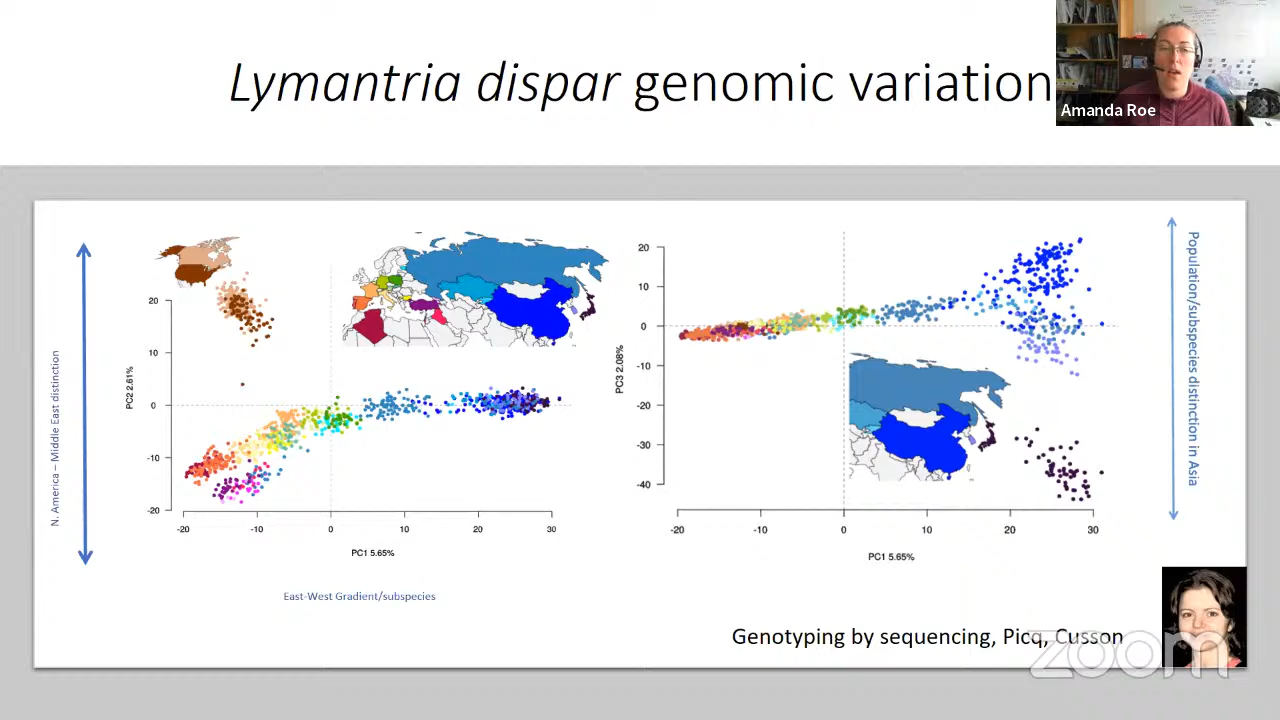 Lymantria dispar genomic variation
Amanda Roe
N. America – Middle East distinction
PC2 2.61%
20
10
0
-10
-20
-20 -10 0 10 20 30
PC1 5.65%
East-West Gradient/subspecies
PC3 2.08%
20
10
0
-10
-20
-30
-40
-20 -10 0 10 20 30
PC1 5.65%
Population/subspecies distinction in Asia
Genotyping by sequencing, Picq, Cusson
zoom